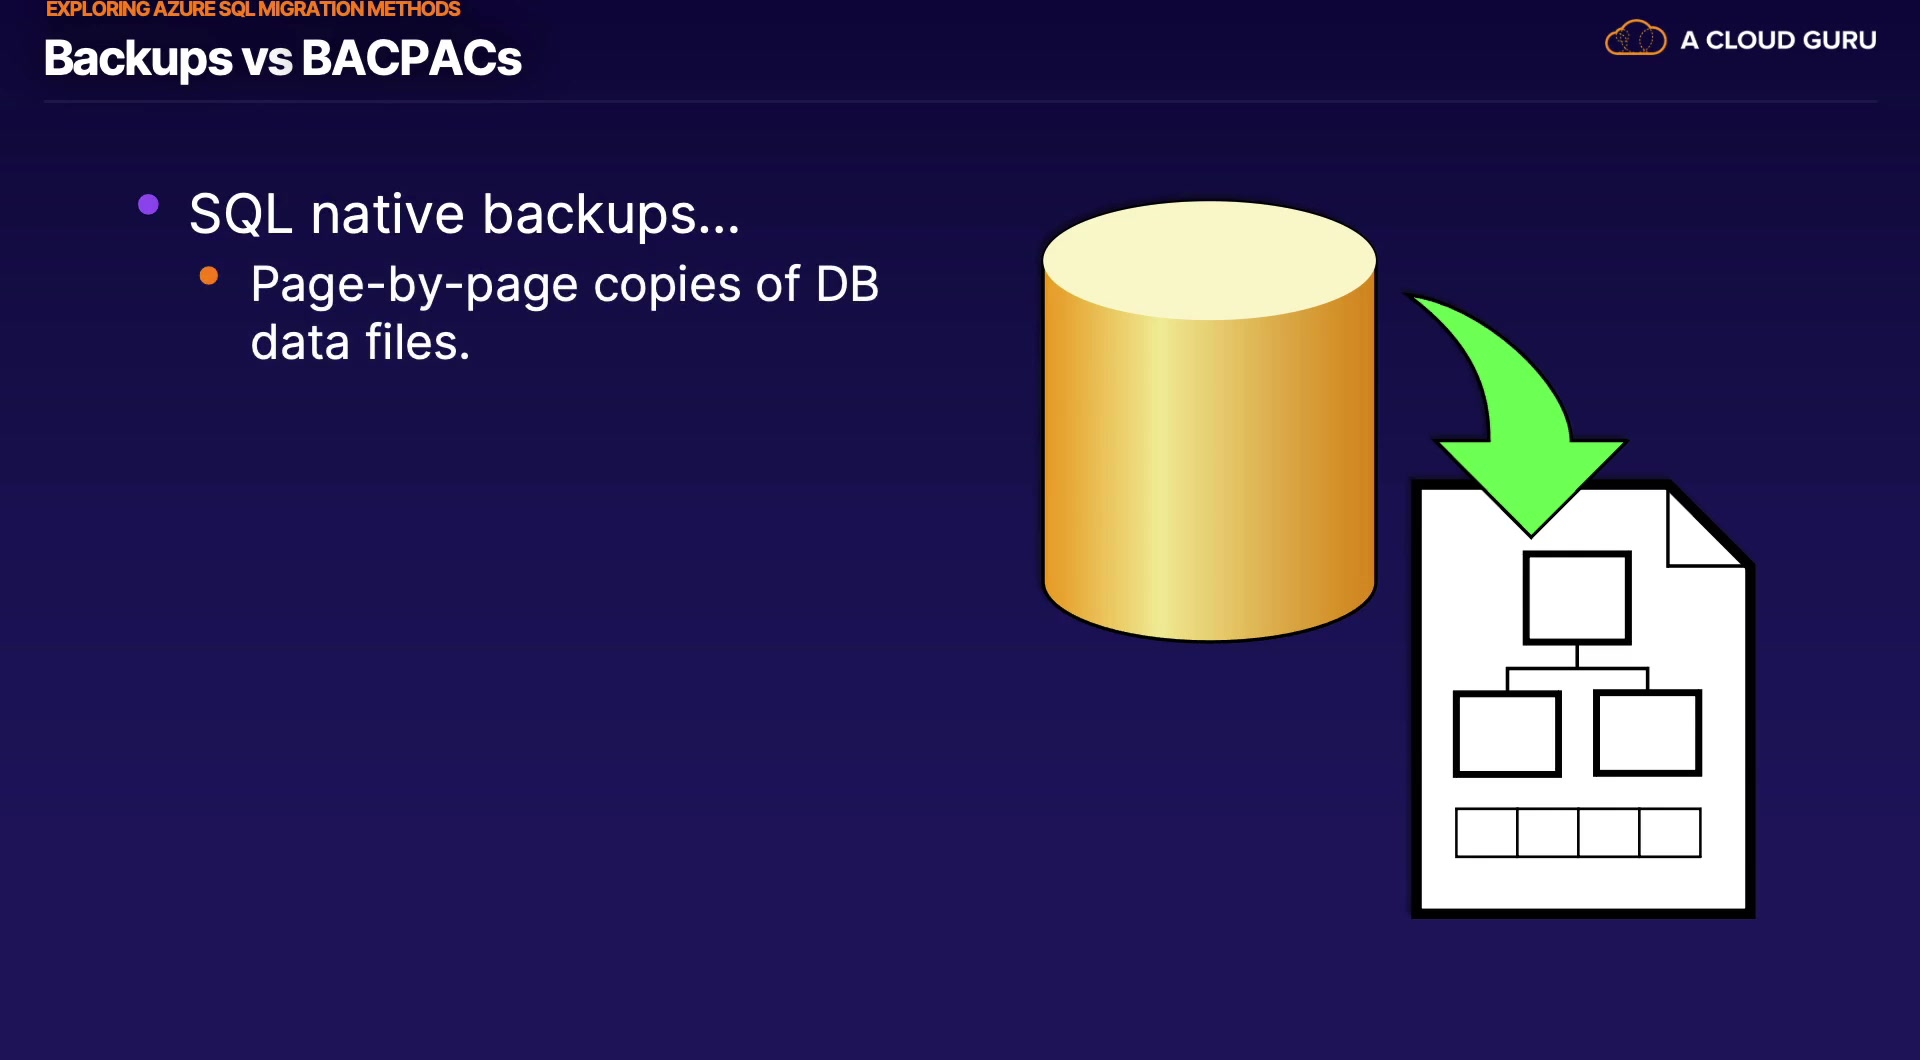 EXPLORING AZURE SQL MIGRATION METHODS
Backups vs BACPACs
A CLOUD GURU
SQL native backups...
Page-by-page copies of DB
data files.